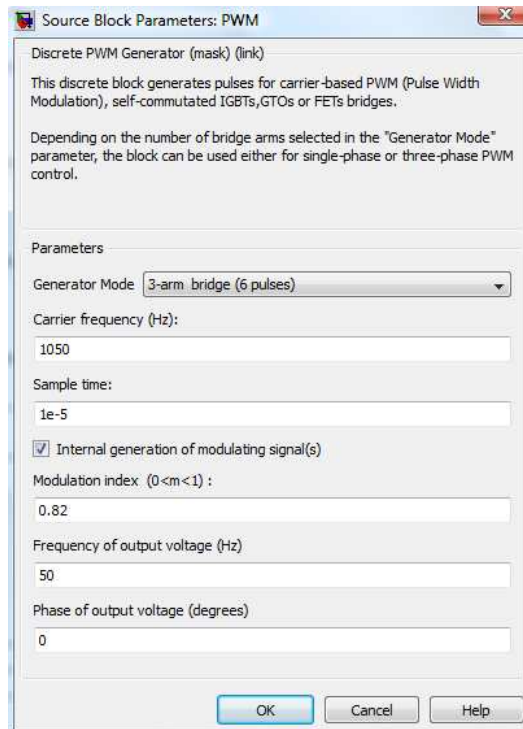 Source Block Parameters: PWM
Discrete PWM Generator (mask) (link)
This discrete block generates pulses for carrier-based PWM (Pulse Width
Modulation), self-commutated IGBTs,GTOs or FETs bridges.
Depending on the number of bridge arms selected in the "Generator Mode"
parameter, the block can be used either for single-phase or three-phase PWM
control.
Parameters
Generator Mode 3-arm bridge (6 pulses)
Carrier frequency (Hz):
1050
Sample time:
1e-5
Internal generation of modulating signal(s)
Modulation index (0<m<1) :
0.82
Frequency of output voltage (Hz)
50
Phase of output voltage (degrees)
0
OK Cancel Help